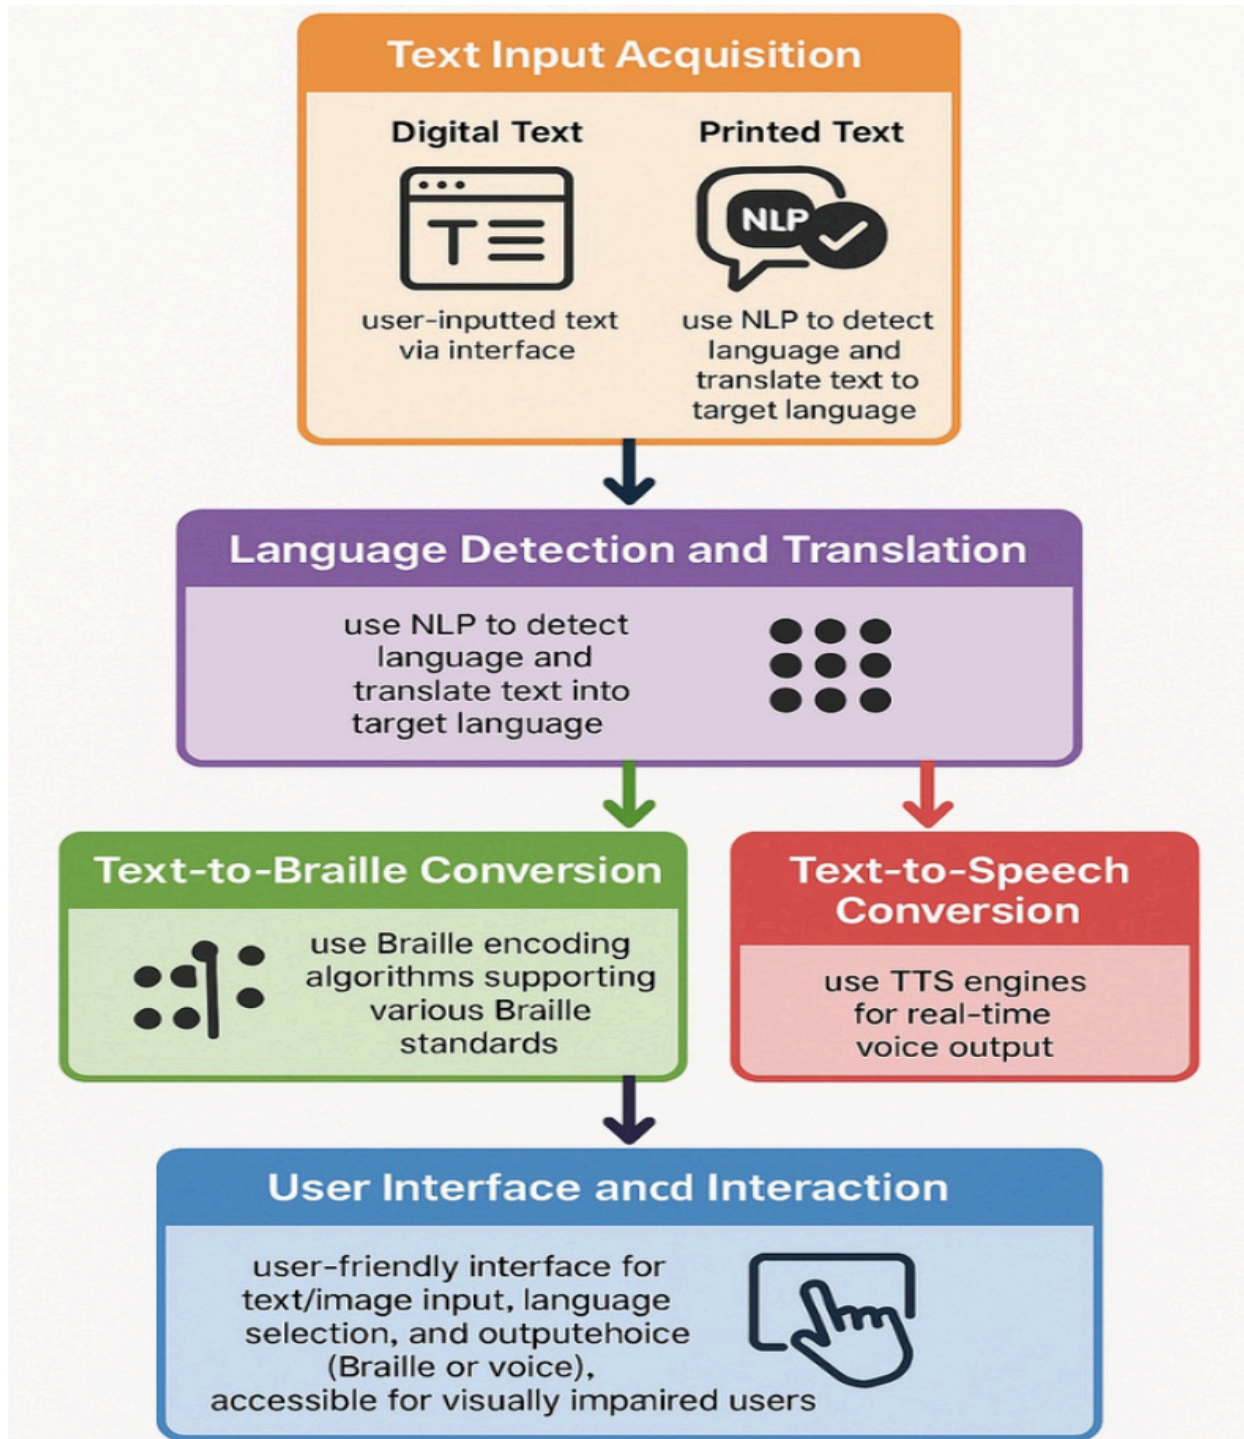 Text Input Acquisition
Digital Text
NLP
user-inputted text
via interface
Printed Text
use NLP to detect
language and
translate text to
target language
Language Detection and Translation
use NLP to detect
language and
translate text into
target language
Text-to-Braille Conversion
use Braille encoding
algorithms supporting
various Braille
standards
Text-to-Speech
Conversion
use TTS engines
for real-time
voice output
User Interface ancd Interaction
user-friendly interface for
text/image input, language
selection, and outputehoice
(Braille or voice),
accessible for visually impanired users